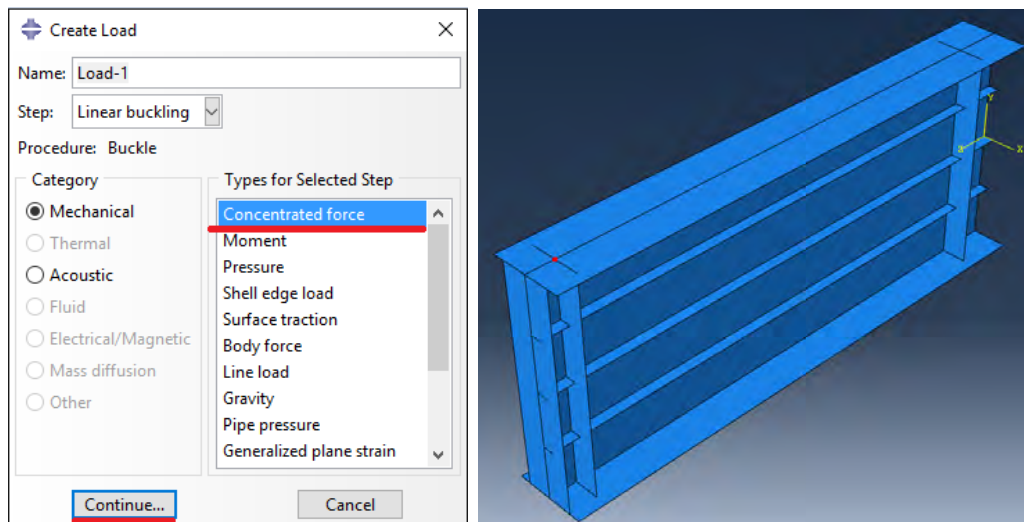 Create Load
Name: Load-1
Step: Linear buckling
Procedure: Buckle
Category
Mechanical
Thermal
Acoustic
Fluid
Electrical/Magnetic
Mass diffusion
Other
Types for Selected Step
Concentrated force
Moment
Pressure
Shell edge load
Surface traction
Body force
Line load
Gravity
Pipe pressure
Generalized plane strain
Continue...
Cancel
Y
Z
X